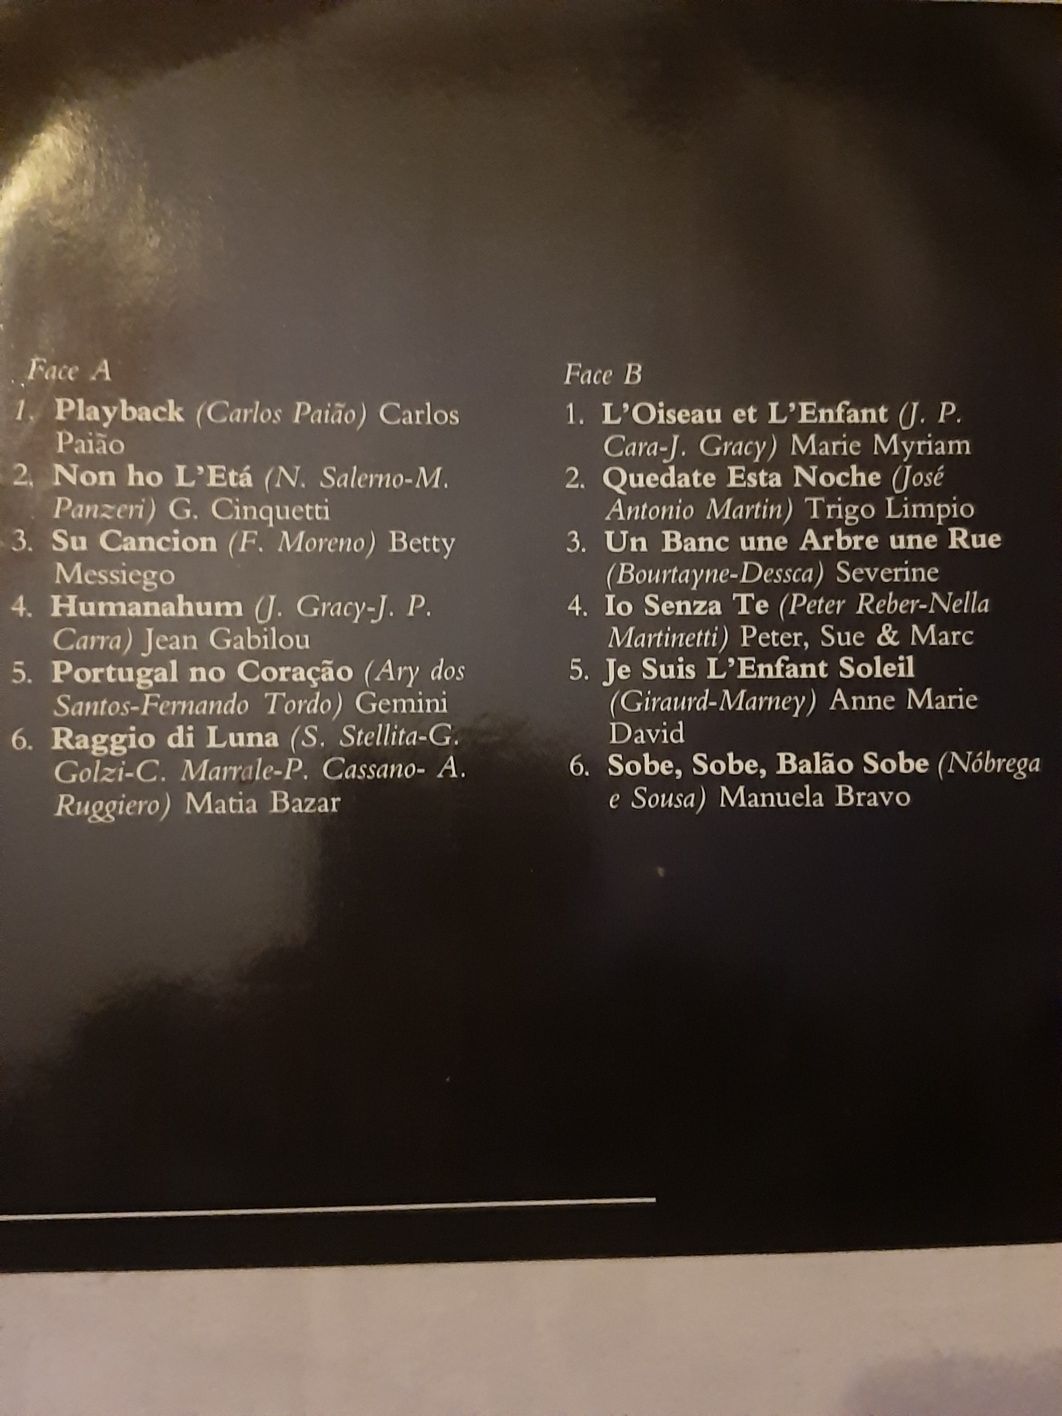 Face A
1. Playback (Carlos Paião) Carlos
Paião
2. Non ho L'Etá (N. Salerno-M.
Panzeri) G. Cinquetti
3. Su Cancion (F. Moreno) Betty
Messiego
4. Humanahum (J. Gracy-J. P.
Carra) Jean Gabilou
5. Portugal no Coração (Ary dos
Santos-Fernando Tordo) Gemini
6. Raggio di Luna (S. Stellita-G.
Golzi-C. Marrale-P. Cassano- A.
Ruggiero) Matia Bazar
Face B
1. L'Oiseau et L'Enfant (J. P.
Cara-J. Gracy) Marie Myriam
2. Quedate Esta Noche (José
Antonio Martin) Trigo Limpio
3. Un Banc une Arbre une Rue
(Bourtayne-Dessca) Severine
4. Io Senza Te (Peter Reber-Nella
Martinetti) Peter, Sue & Marc
5. Je Suis L'Enfant Soleil
(Giraurd-Marney) Anne Marie
David
6. Sobe, Sobe, Balão Sobe (Nóbrega
e Sousa) Manuela Bravo